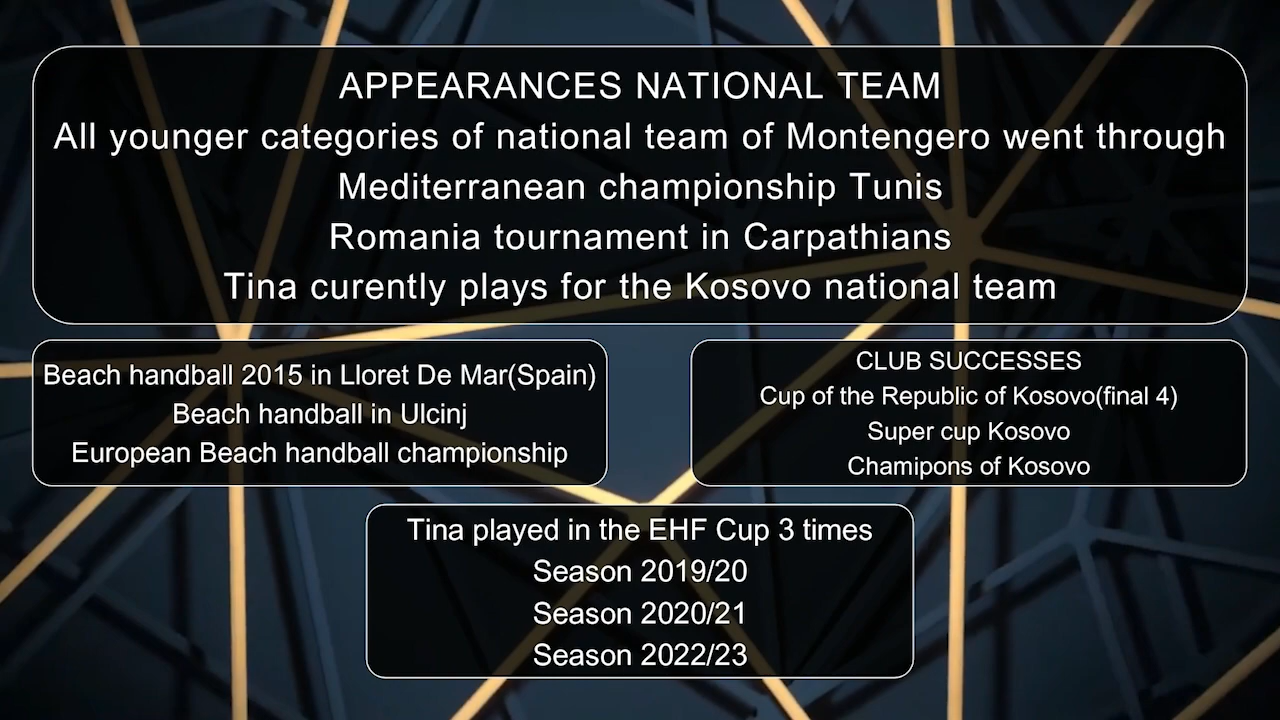 APPEARANCES NATIONAL TEAM
All younger categories of national team of Montengero went through
Mediterranean championship Tunis
Romania tournament in Carpathians
Tina curently plays for the Kosovo national team
Beach handball 2015 in Lloret De Mar(Spain)
Beach handball in Ulcinj
European Beach handball championship
CLUB SUCCESSES
Cup of the Republic of Kosovo(final 4)
Super cup Kosovo
Chamipons of Kosovo
Tina played in the EHF Cup 3 times
Season 2019/20
Season 2020/21
Season 2022/23